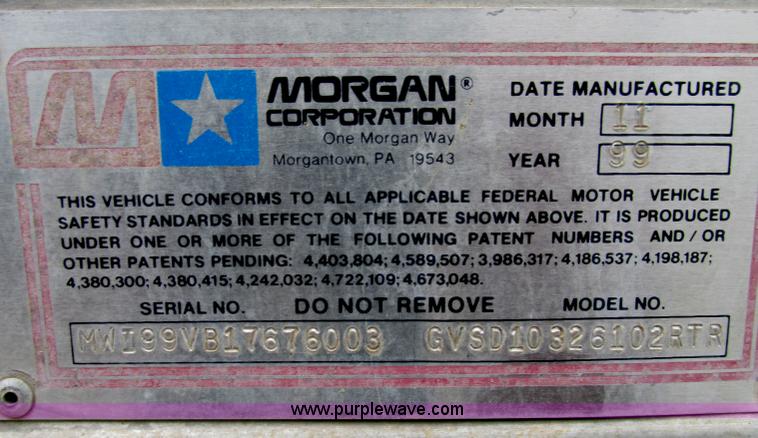 M
MORGAN®
CORPORATION
One Morgan Way
Morgantown, PA 19543
DATE MANUFACTURED
MONTH 11
YEAR 99
THIS VEHICLE CONFORMS TO ALL APPLICABLE FEDERAL MOTOR VEHICLE
SAFETY STANDARDS IN EFFECT ON THE DATE SHOWN ABOVE. IT IS PRODUCED
UNDER ONE OR MORE OF THE FOLLOWING PATENT NUMBERS AND / OR
OTHER PATENTS PENDING: 4,403,804; 4,589,507; 3,986,317; 4,186,537; 4,198,187;
4,380,300; 4,380,415; 4,242,032; 4,722,109; 4,673,048.
SERIAL NO. DO NOT REMOVE MODEL NO.
MWI99VB17676003 GVSD10326102RTR
www.purplewave.com